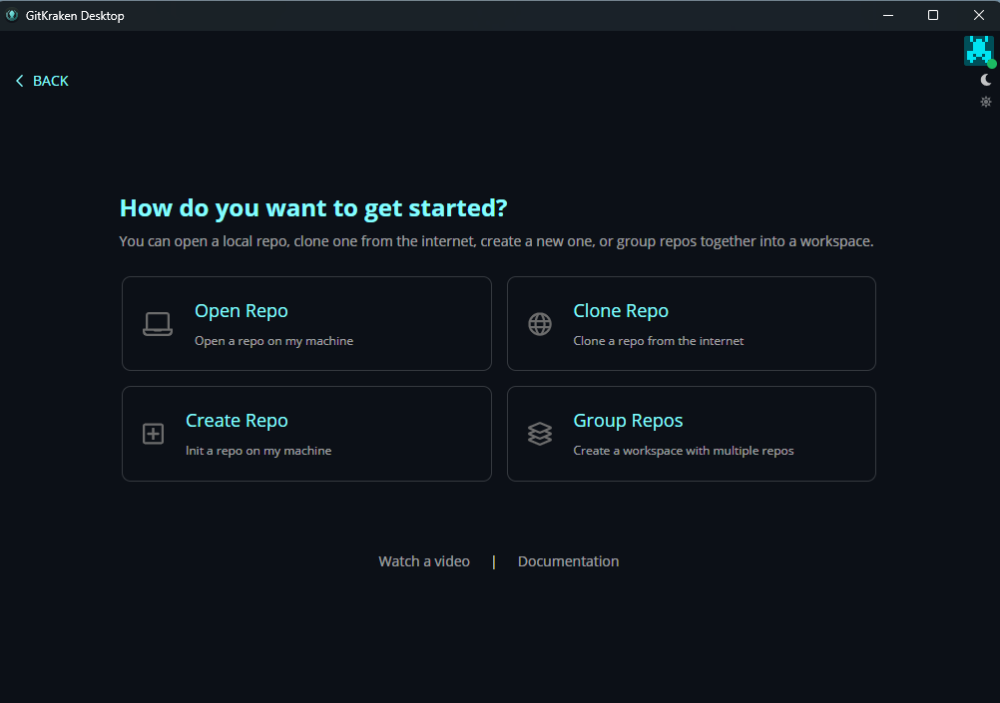 GitKraken Desktop
BACK
How do you want to get started?
You can open a local repo, clone one from the internet, create a new one, or group repos together into a workspace.
Open Repo
Open a repo on my machine
Clone Repo
Clone a repo from the internet
Create Repo
Init a repo on my machine
Group Repos
Create a workspace with multiple repos
Watch a video | Documentation